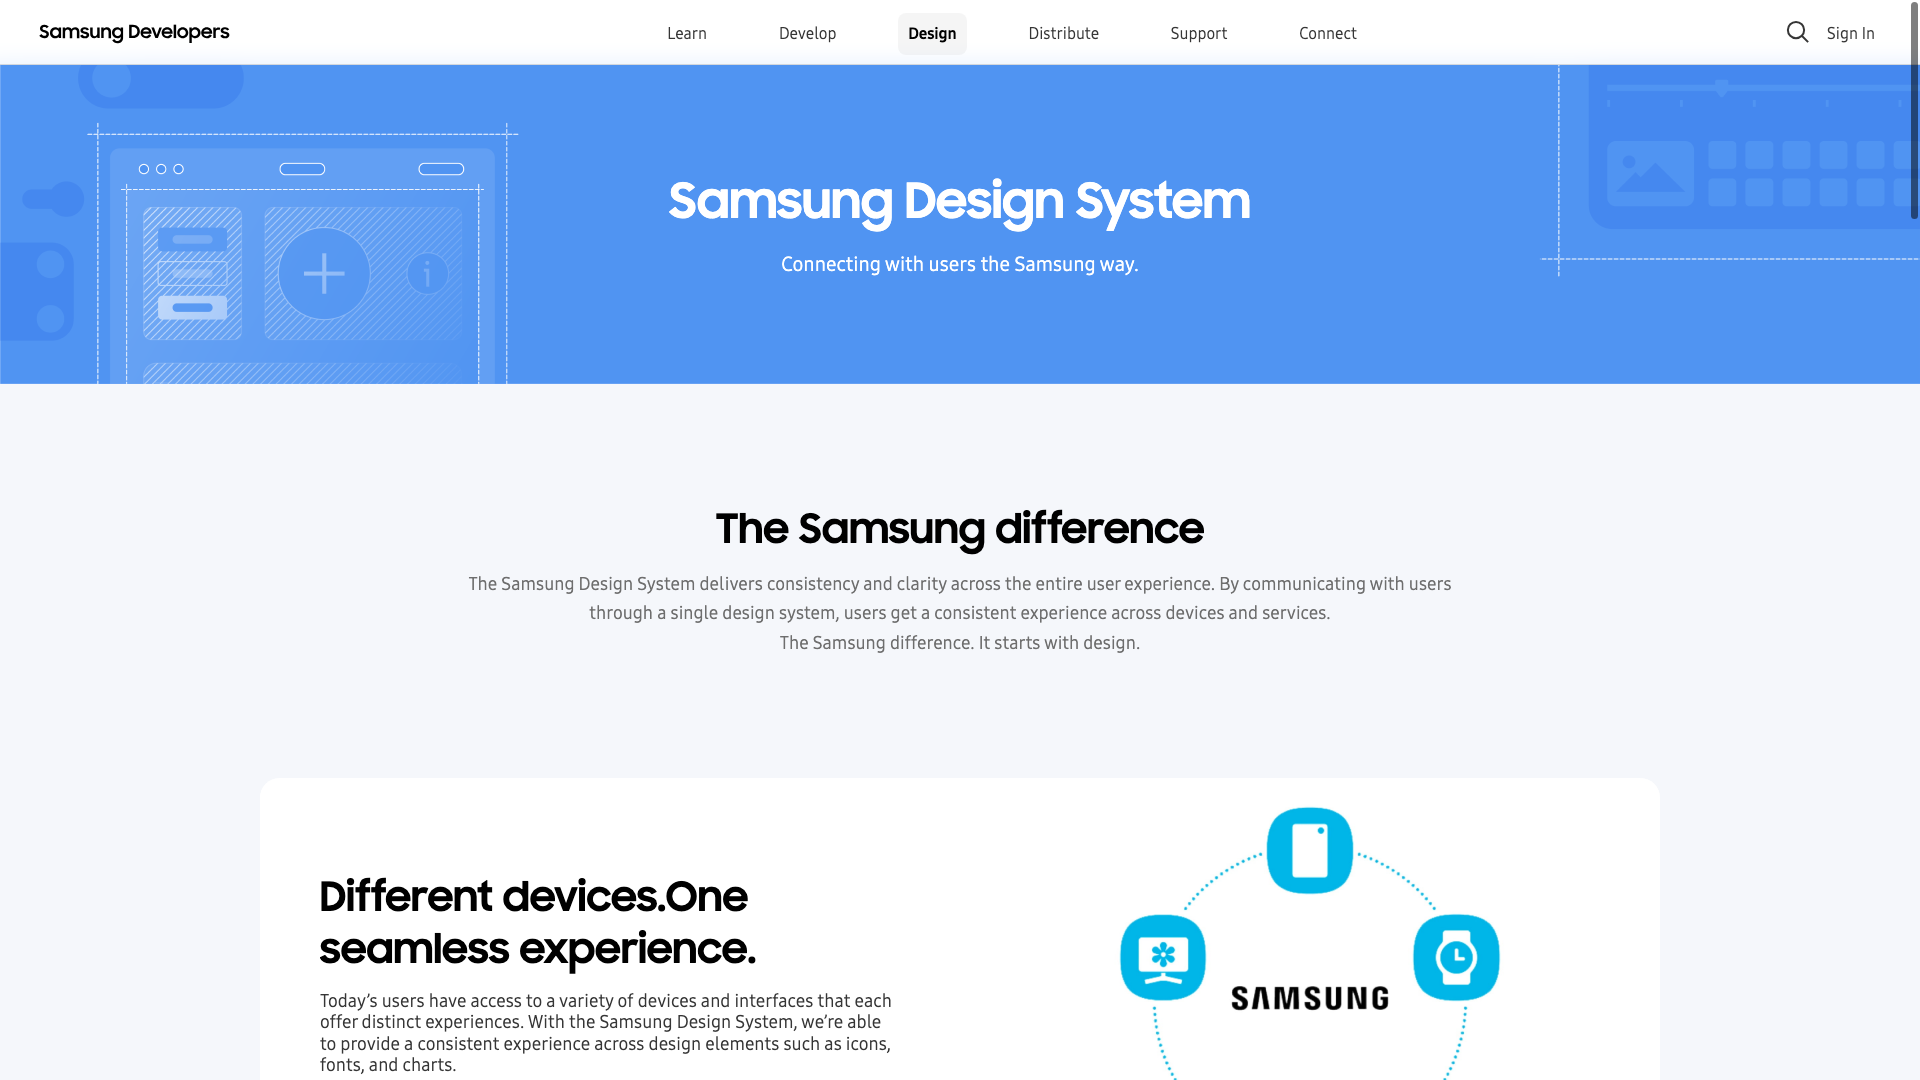 Samsung Developers
Learn
Develop
Design
Distribute
Support
Connect
Sign In
Samsung Design System
Connecting with users the Samsung way.
The Samsung difference
The Samsung Design System delivers consistency and clarity across the entire user experience. By communicating with users
through a single design system, users get a consistent experience across devices and services.
The Samsung difference. It starts with design.
Different devices.One
seamless experience.
Today’s users have access to a variety of devices and interfaces that each
offer distinct experiences. With the Samsung Design System, we’re able
to provide a consistent experience across design elements such as icons,
fonts, and charts.
SAMSUNG